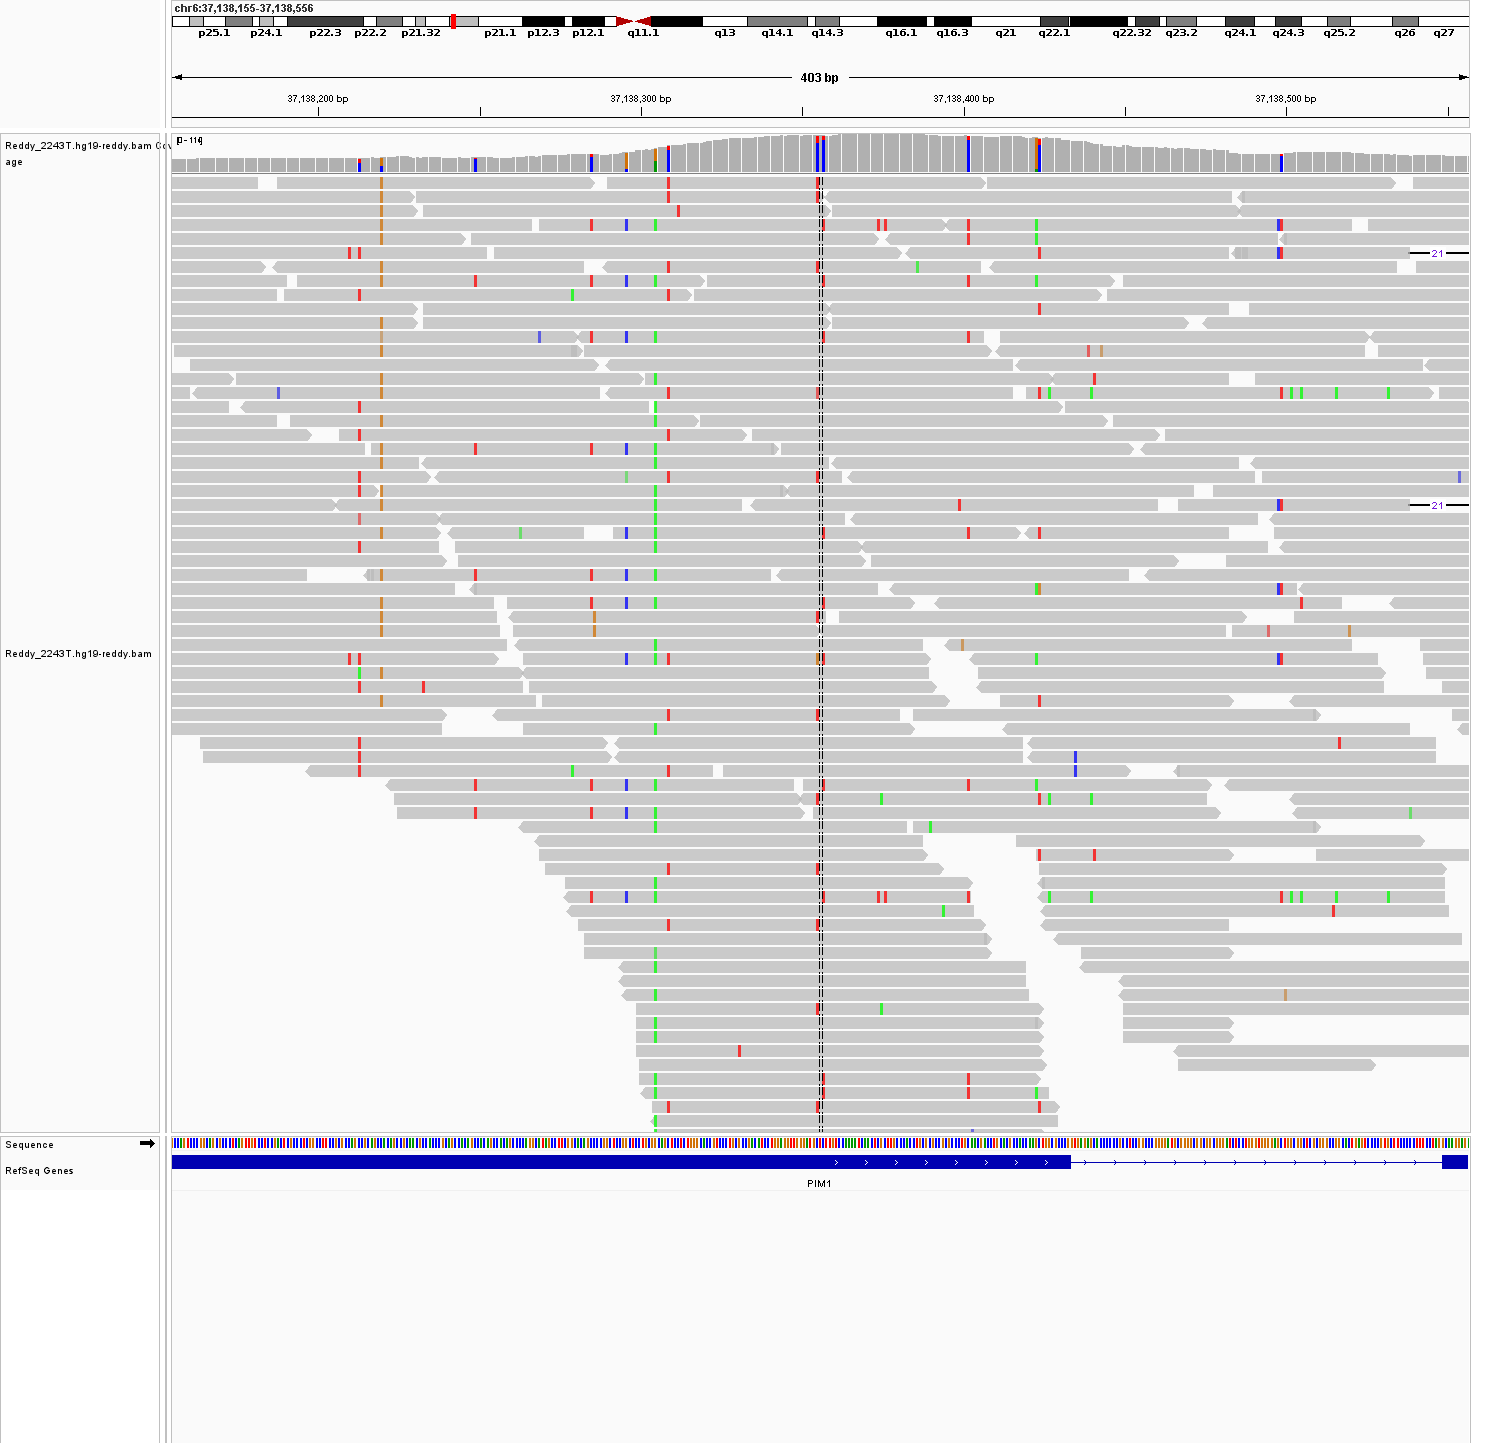 chr6:37,138,155-37,138,556
p25.1 p24.1 p22.3 p22.2 p21.32 p21.1 p12.3 p12.1 q11.1 q13 q14.1 q14.3 q16.1 q16.3 q21 q22.1 q22.32 q23.2 q24.1 q24.3 q25.2 q26 q27
403 bp
37,138,200 bp 37,138,300 bp 37,138,400 bp 37,138,500 bp
[0 - 114]
Reddy_2243T.hg19-reddy.bam Cov
age
21
21
Reddy_2243T.hg19-reddy.bam
Sequence
RefSeq Genes
PIM1